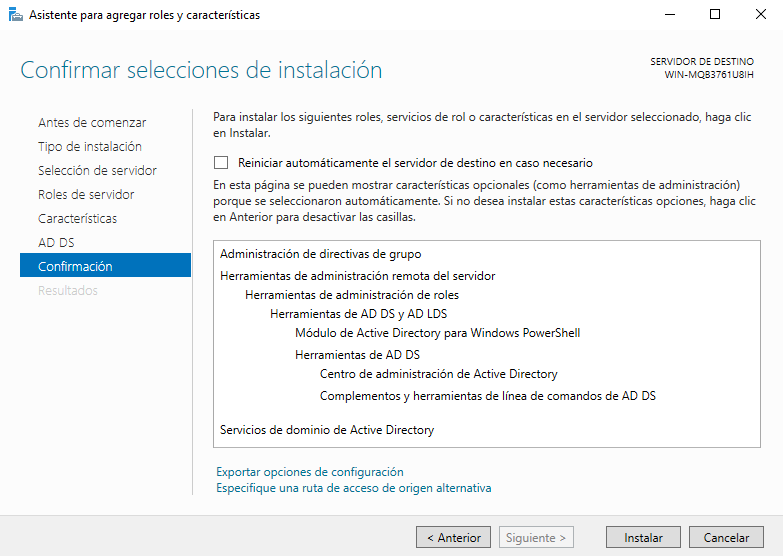 Asistente para agregar roles y características
Confirmar selecciones de instalación
SERVIDOR DE DESTINO
WIN-MQB3761U8IH
Antes de comenzar
Tipo de instalación
Selección de servidor
Roles de servidor
Características
AD DS
Confirmación
Resultados
Para instalar los siguientes roles, servicios de rol o características en el servidor seleccionado, haga clic
en Instalar.
Reiniciar automáticamente el servidor de destino en caso necesario
En esta página se pueden mostrar características opcionales (como herramientas de administración)
porque se seleccionaron automáticamente. Si no desea instalar estas características opciones, haga clic
en Anterior para desactivar las casillas.
Administración de directivas de grupo
Herramientas de administración remota del servidor
Herramientas de administración de roles
Herramientas de AD DS y AD LDS
Módulo de Active Directory para Windows PowerShell
Herramientas de AD DS
Centro de administración de Active Directory
Complementos y herramientas de línea de comandos de AD DS
Servicios de dominio de Active Directory
Exportar opciones de configuración
Especifique una ruta de acceso de origen alternativa
< Anterior
Siguiente >
Instalar
Cancelar